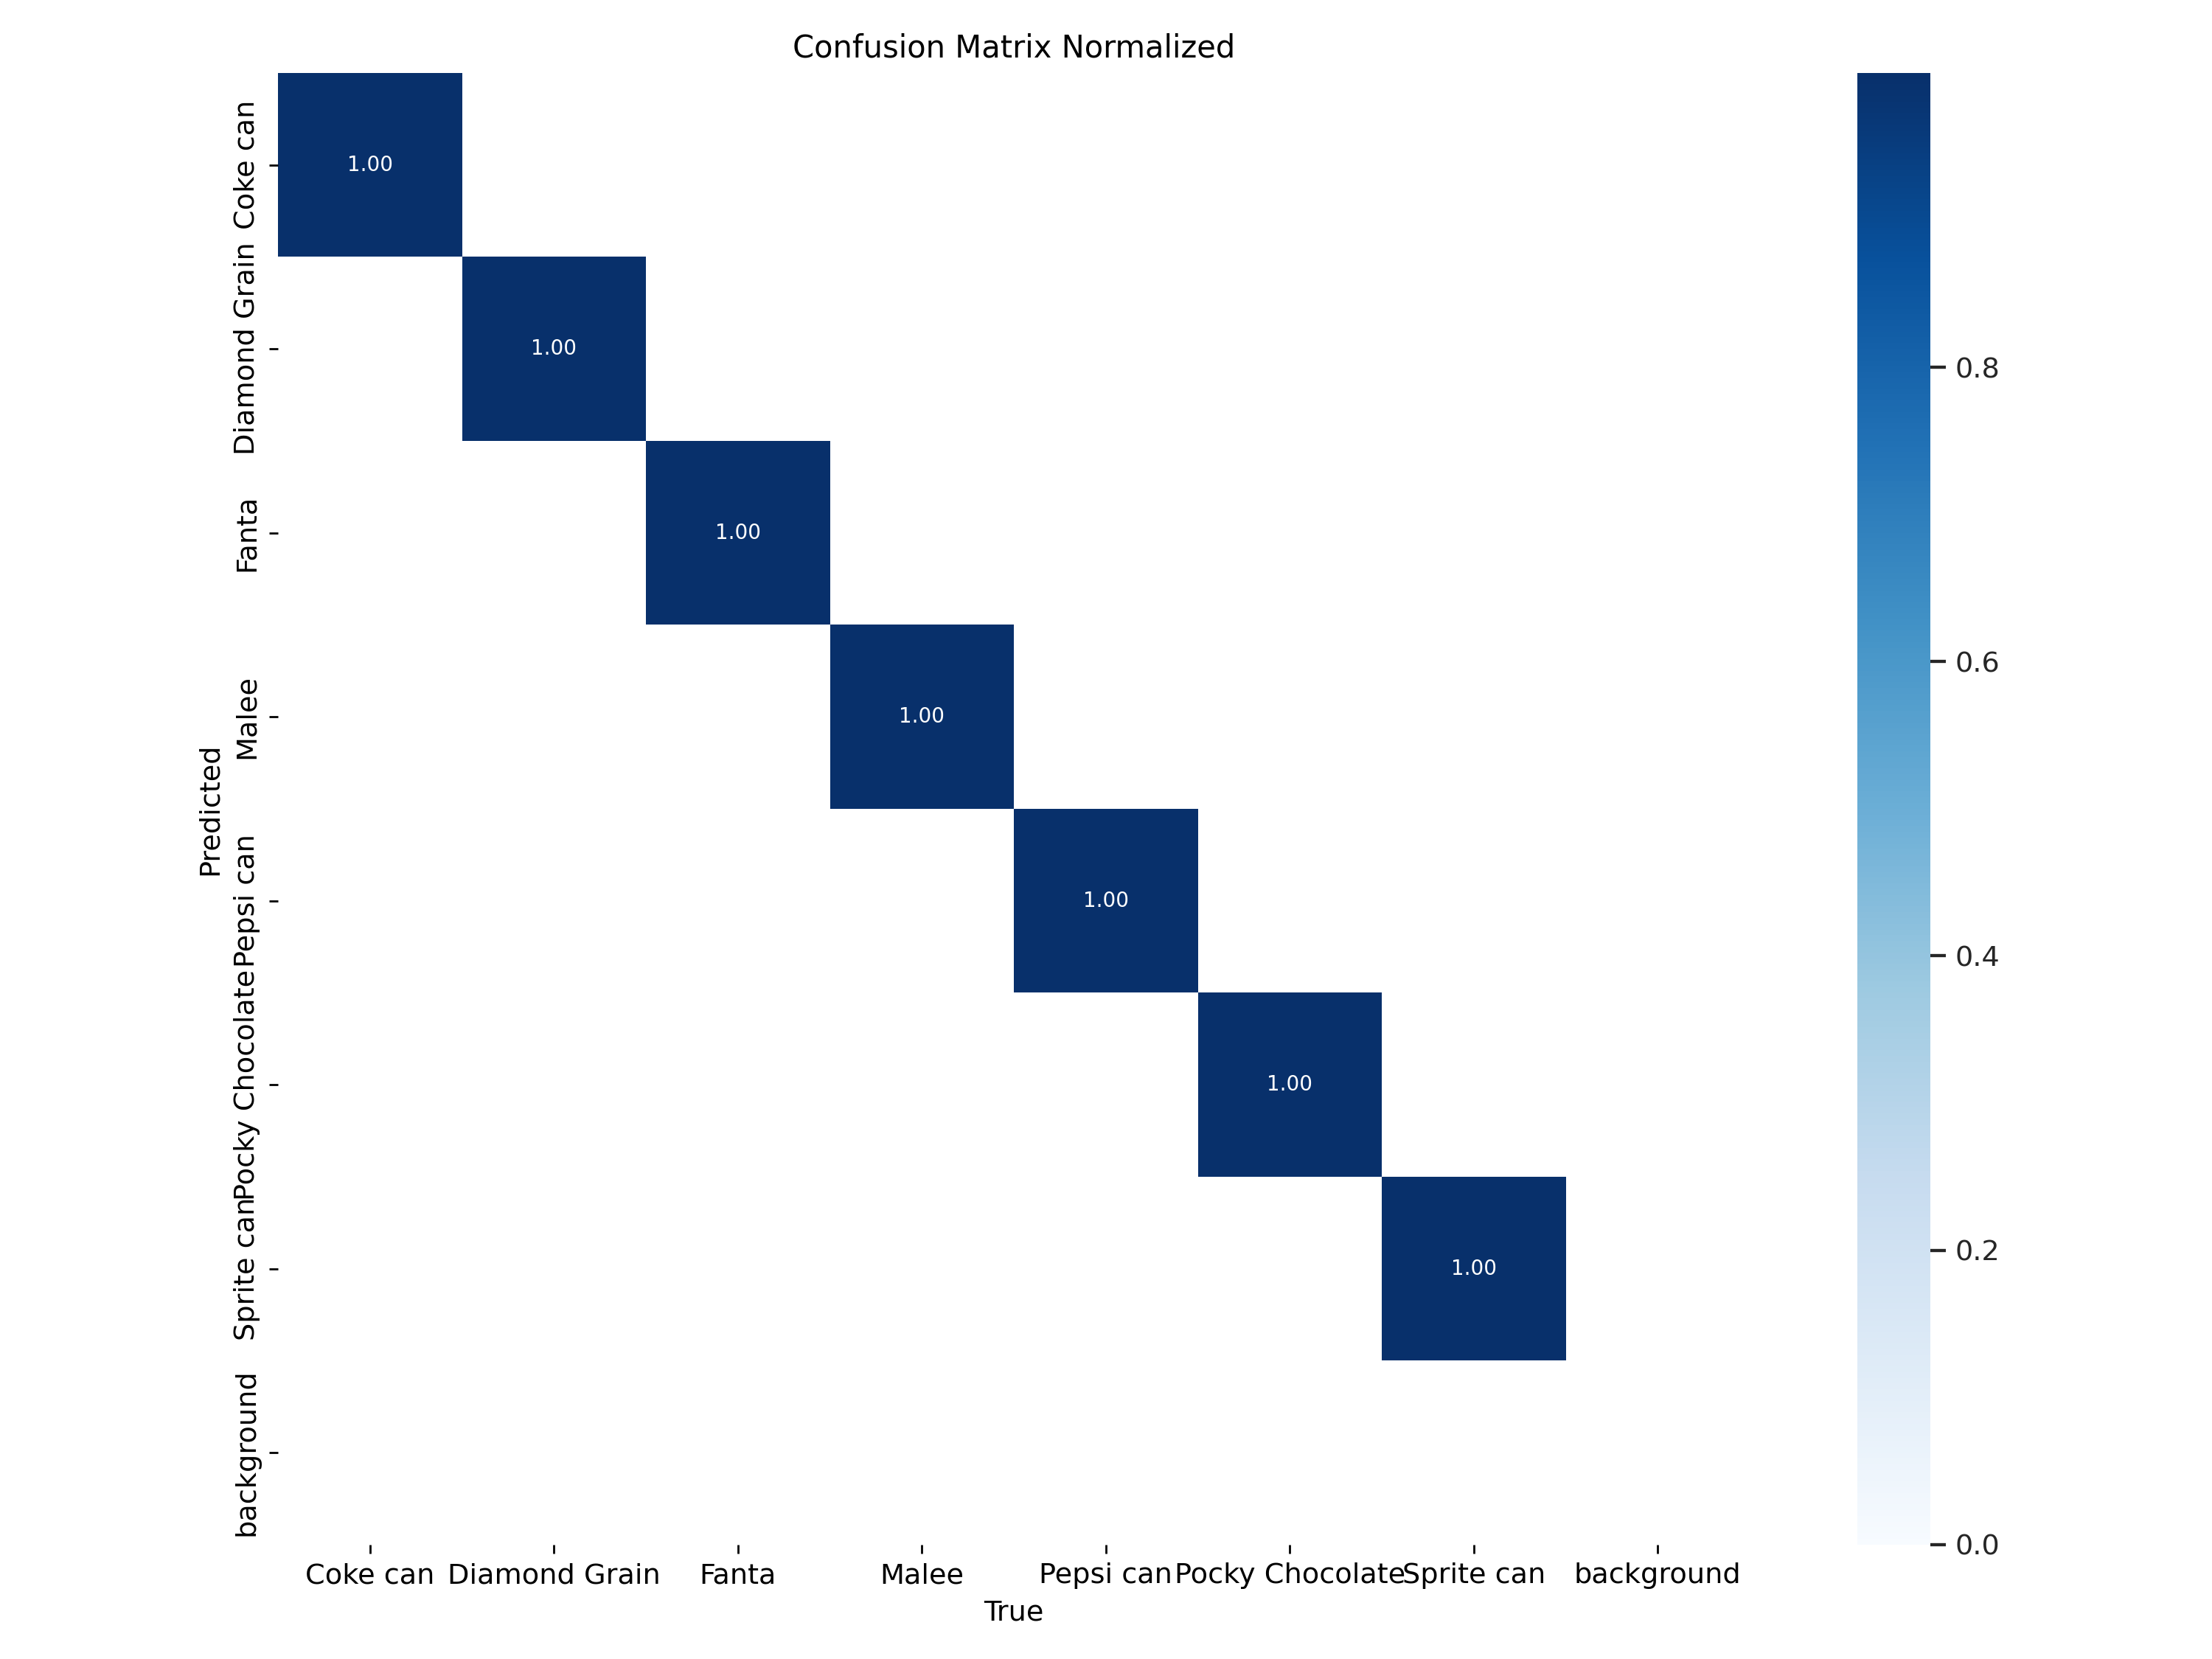 Confusion Matrix Normalized
Coke can
Diamond Grain
Fanta
Malee
Pepsi can
Pocky Chocolate
Sprite can
background
Predicted
1.00
1.00
1.00
1.00
1.00
1.00
1.00
0.8
0.6
0.4
0.2
0.0
Coke can Diamond Grain Fanta Malee Pepsi can Pocky Chocolate Sprite can background
True